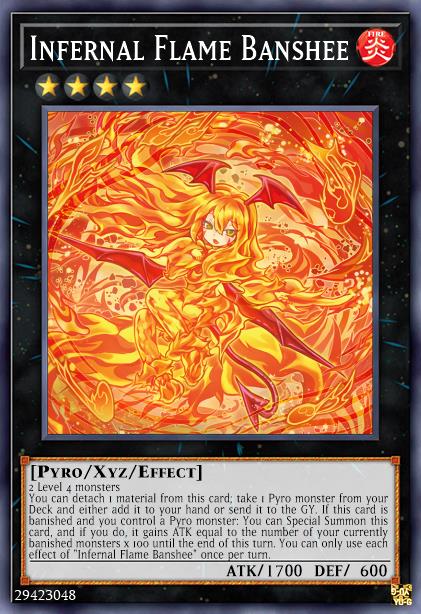 INFERNAL FLAME BANSHEE
FIRE
炎
[PYRO/XYZ/EFFECT]
2 Level 4 monsters
You can detach 1 material from this card; take 1 Pyro monster from your
Deck and either add it to your hand or send it to the GY. If this card is
banished and you control a Pyro monster: You can Special Summon this
card, and if you do, it gains ATK equal to the number of your currently
banished monsters x 100 until the end of this turn. You can only use each
effect of "Infernal Flame Banshee" once per turn.
ATK/1700 DEF/ 600
29423048